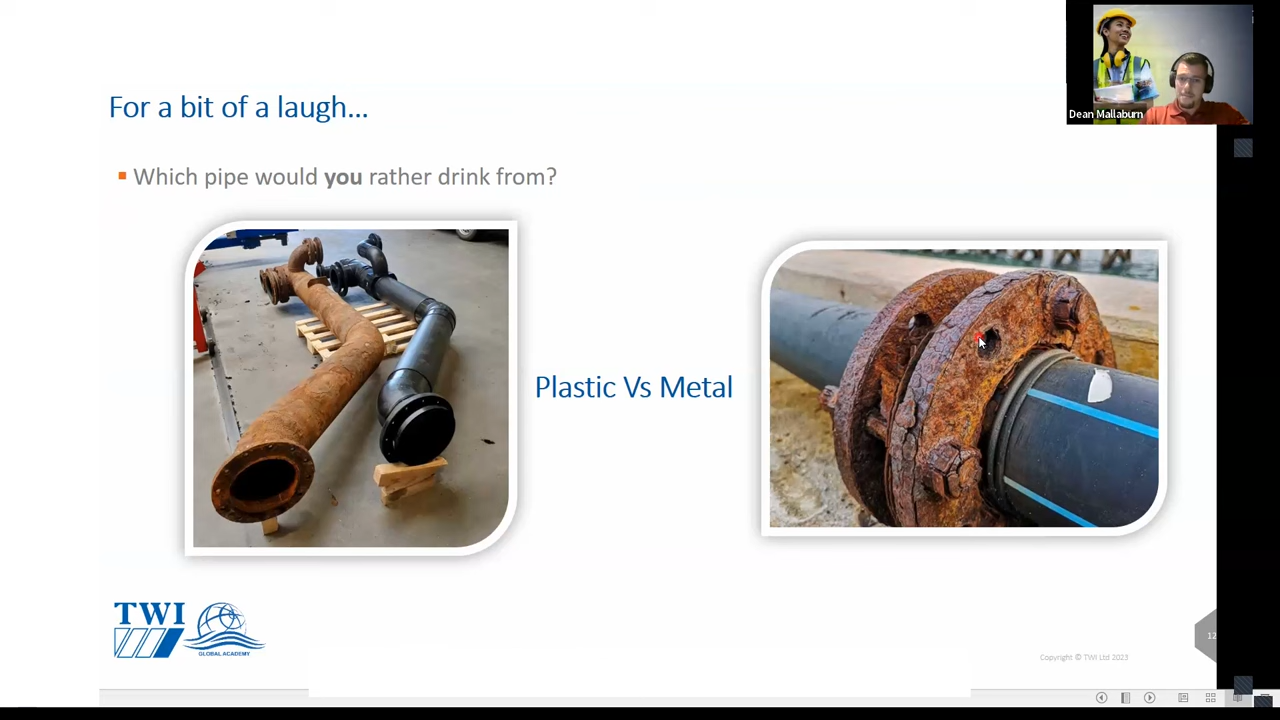 Dean Mallaburn
For a bit of a laugh...
Which pipe would you rather drink from?
Plastic Vs Metal
TWI
GLOBAL ACADEMY
12
Copyright © TWI Ltd 2023